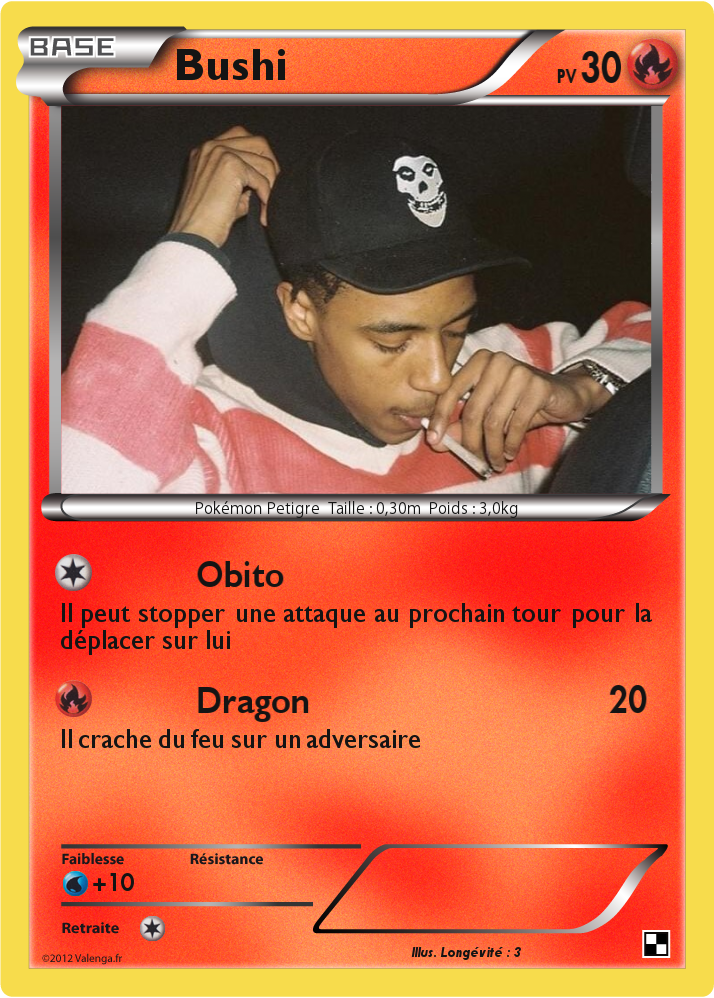 BASE
Bushi
PV 30
Pokémon Petigre Taille : 0,30m Poids : 3,0kg
Obito
Il peut stopper une attaque au prochain tour pour la
déplacer sur lui
Dragon 20
Il crache du feu sur un adversaire
Faiblesse Résistance
+10
Retraite
Illus. Longévité : 3
©2012 Valenga.fr